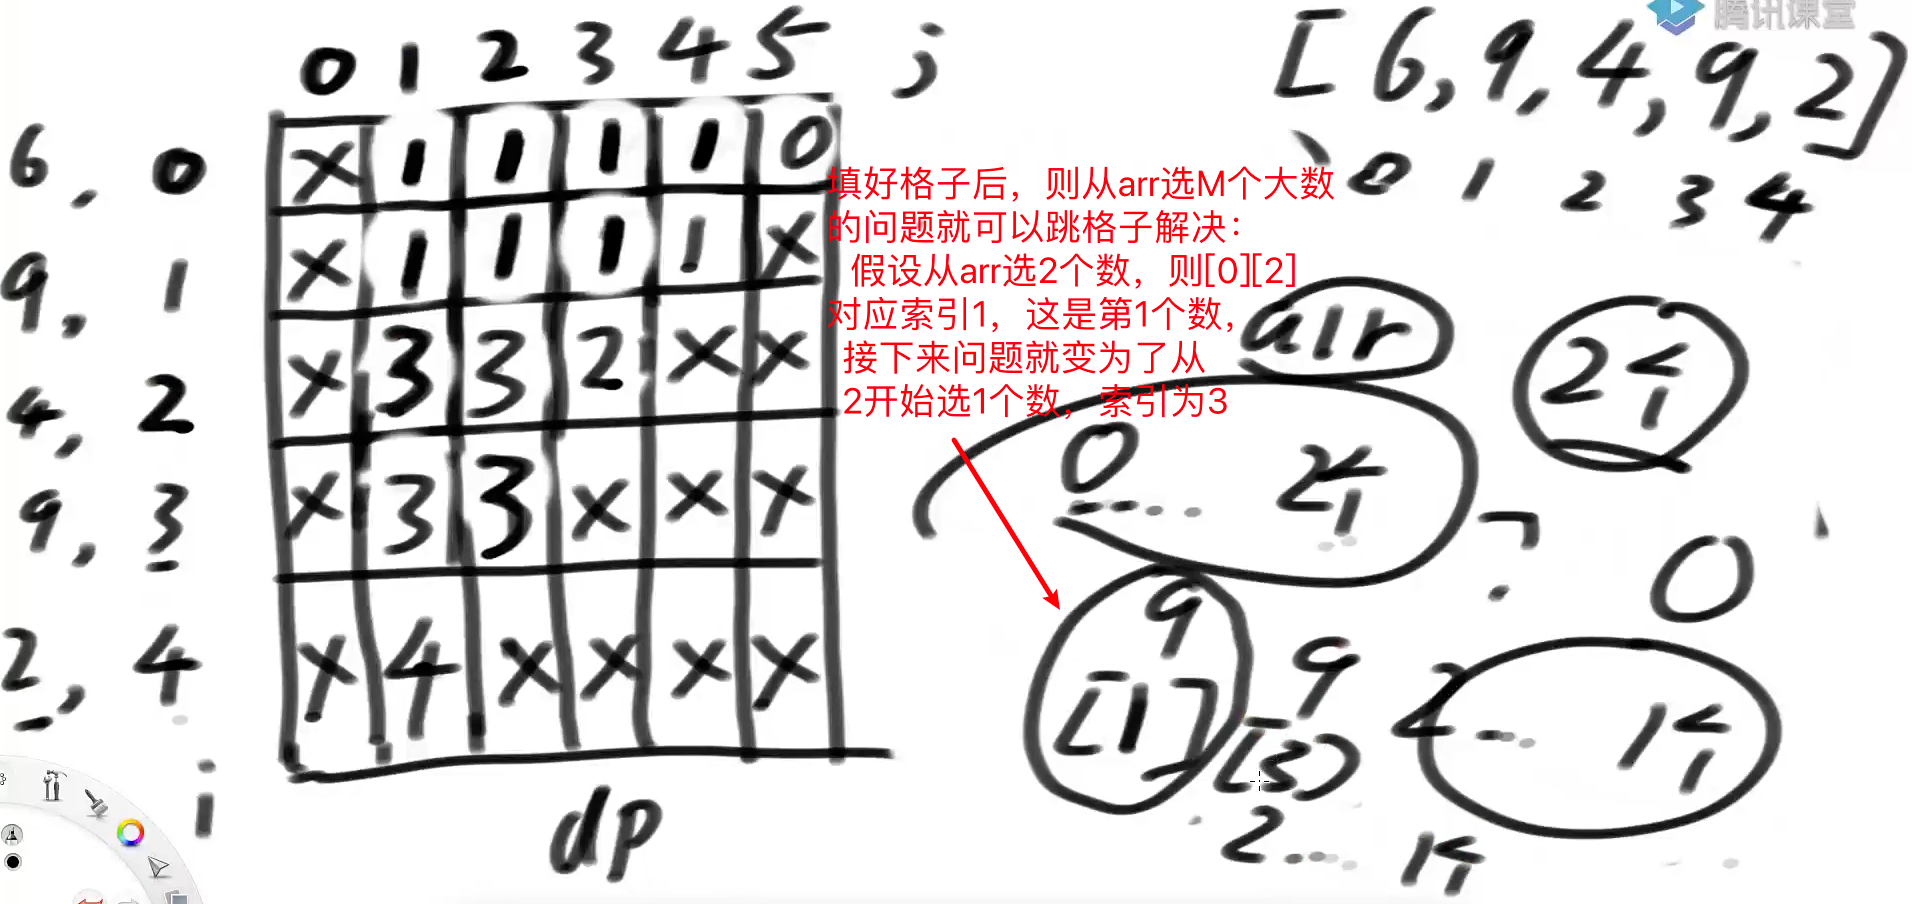 腾讯课堂
0 1 2 3 4 5 j
[6,9,4,9,2]
0 1 2 3 4
6, 0 X 1 1 1 1 0
9, 1 X 1 1 1 1 X
4, 2 X 3 3 2 X X
9, 3 X 3 3 X X X
2, 4 X 4 X X X X
i
dp
填好格子后，则从arr选M个大数
的问题就可以跳格子解决：
假设从arr选2个数，则[0][2]
对应索引1，这是第1个数，
接下来问题就变为了从
2开始选1个数，索引为3
arr
2个
0 .... 2个
0
9
[1]
9
[3]
2 ... 1个
2 .... 1个